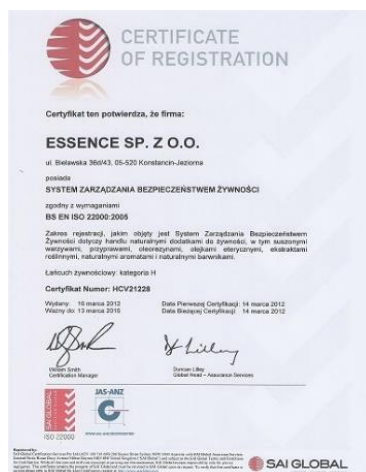 CERTIFICATE
OF REGISTRATION
Certyfikat ten potwierdza, że firma:
ESSENCE SP. Z O.O.
ul. Bielawska 36d/43, 05-520 Konstancin-Jeziorna
posiada
SYSTEM ZARZĄDZANIA BEZPIECZEŃSTWEM ŻYWNOŚCI
zgodny z wymaganiami
BS EN ISO 22000:2005
Zakres rejestracji, jakim objęty jest System Zarządzania Bezpieczeństwem
Żywności dotyczy handlu naturalnymi dodatkami do żywności, w tym suszonymi
warzywami, przyprawami, oleorezynami, olejkami eterycznymi, ekstraktami
roślinnymi, naturalnymi aromatami i naturalnymi barwnikami.
Łańcuch żywnościowy: kategoria H
Certyfikat Numer: HCV21228
Wydany: 16 marca 2012 Data Pierwszej Certyfikacji: 14 marca 2012
Ważny do: 13 marca 2015 Data Bieżącej Certyfikacji: 14 marca 2012
William Smith Duncan Lilley
Certification Manager Global Head – Assurance Services
SAI GLOBAL
JAS-ANZ
C
ISO 22000
SAI GLOBAL